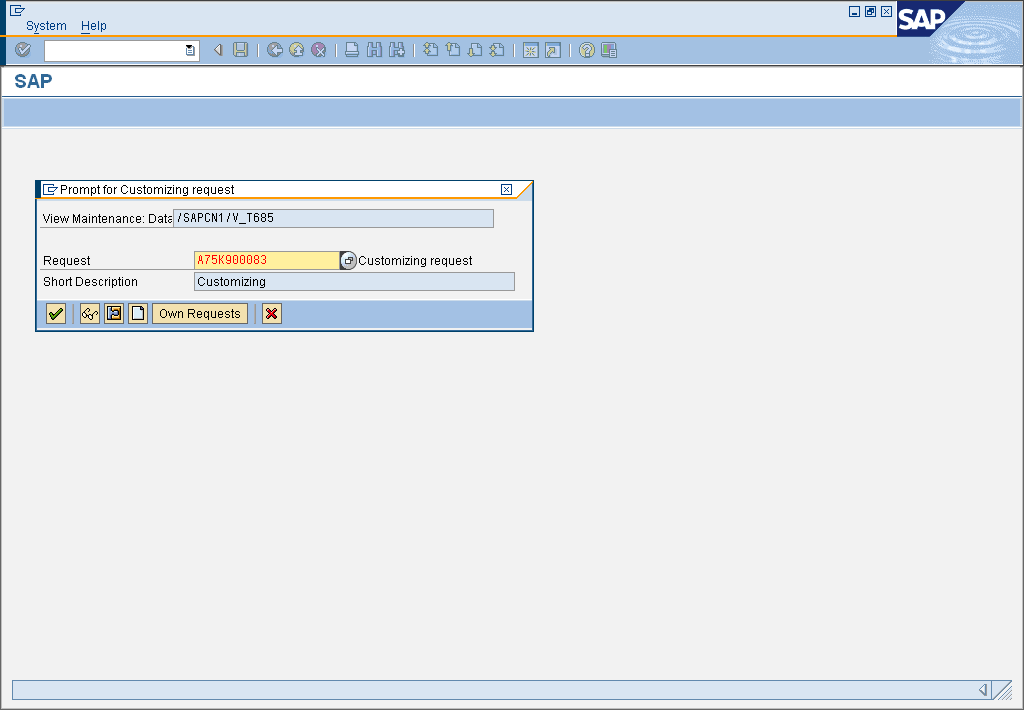 System Help
SAP
SAP
Prompt for Customizing request
View Maintenance: Data /SAPCN1/V_T685
Request A75K900083 Customizing request
Short Description Customizing
Own Requests